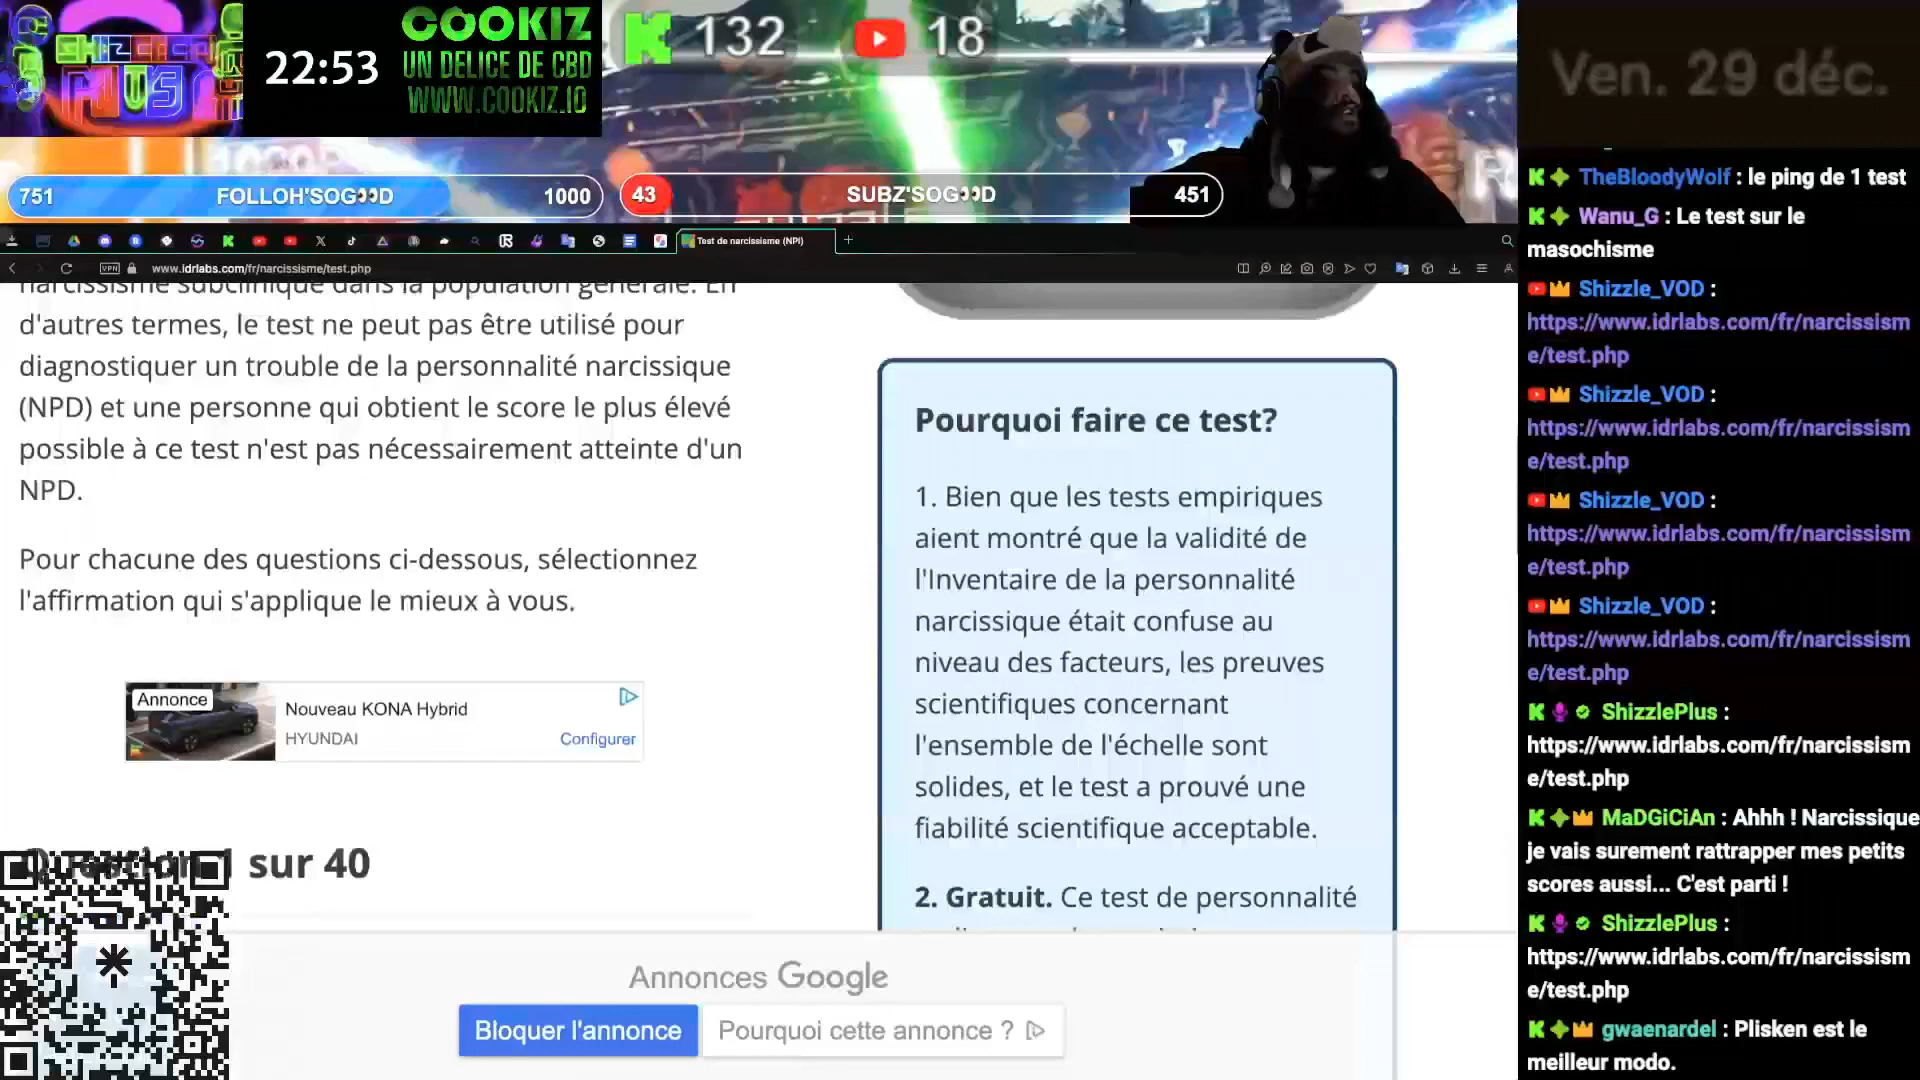 SHIZZLE
PLUS
22:53
COOKIZ
UN DELICE DE CBD
WWW.COOKIZ.IO
132
18
Ven. 29 déc.
751
FOLLOH'SOG👀D
1000
43
SUBZ'SOG👀D
451
Test de narcissisme (NPI)
VPN
www.idrlabs.com/fr/narcissisme/test.php
narcissisme subclinique dans la population générale. En
d'autres termes, le test ne peut pas être utilisé pour
diagnostiquer un trouble de la personnalité narcissique
(NPD) et une personne qui obtient le score le plus élevé
possible à ce test n'est pas nécessairement atteinte d'un
NPD.
Pour chacune des questions ci-dessous, sélectionnez
l'affirmation qui s'applique le mieux à vous.
Annonce
Nouveau KONA Hybrid
HYUNDAI
Configurer
Question 1 sur 40
Pourquoi faire ce test?
1. Bien que les tests empiriques
aient montré que la validité de
l'Inventaire de la personnalité
narcissique était confuse au
niveau des facteurs, les preuves
scientifiques concernant
l'ensemble de l'échelle sont
solides, et le test a prouvé une
fiabilité scientifique acceptable.
2. Gratuit. Ce test de personnalité
Annonces Google
Bloquer l'annonce
Pourquoi cette annonce ?
TheBloodyWolf : le ping de 1 test
Wanu_G : Le test sur le
masochisme
Shizzle_VOD :
https://www.idrlabs.com/fr/narcissism
e/test.php
Shizzle_VOD :
https://www.idrlabs.com/fr/narcissism
e/test.php
Shizzle_VOD :
https://www.idrlabs.com/fr/narcissism
e/test.php
Shizzle_VOD :
https://www.idrlabs.com/fr/narcissism
e/test.php
ShizzlePlus :
https://www.idrlabs.com/fr/narcissism
e/test.php
MaDGiCiAn : Ahhh ! Narcissique
je vais surement rattrapper mes petits
scores aussi... C'est parti !
ShizzlePlus :
https://www.idrlabs.com/fr/narcissism
e/test.php
gwaenardel : Plisken est le
meilleur modo.